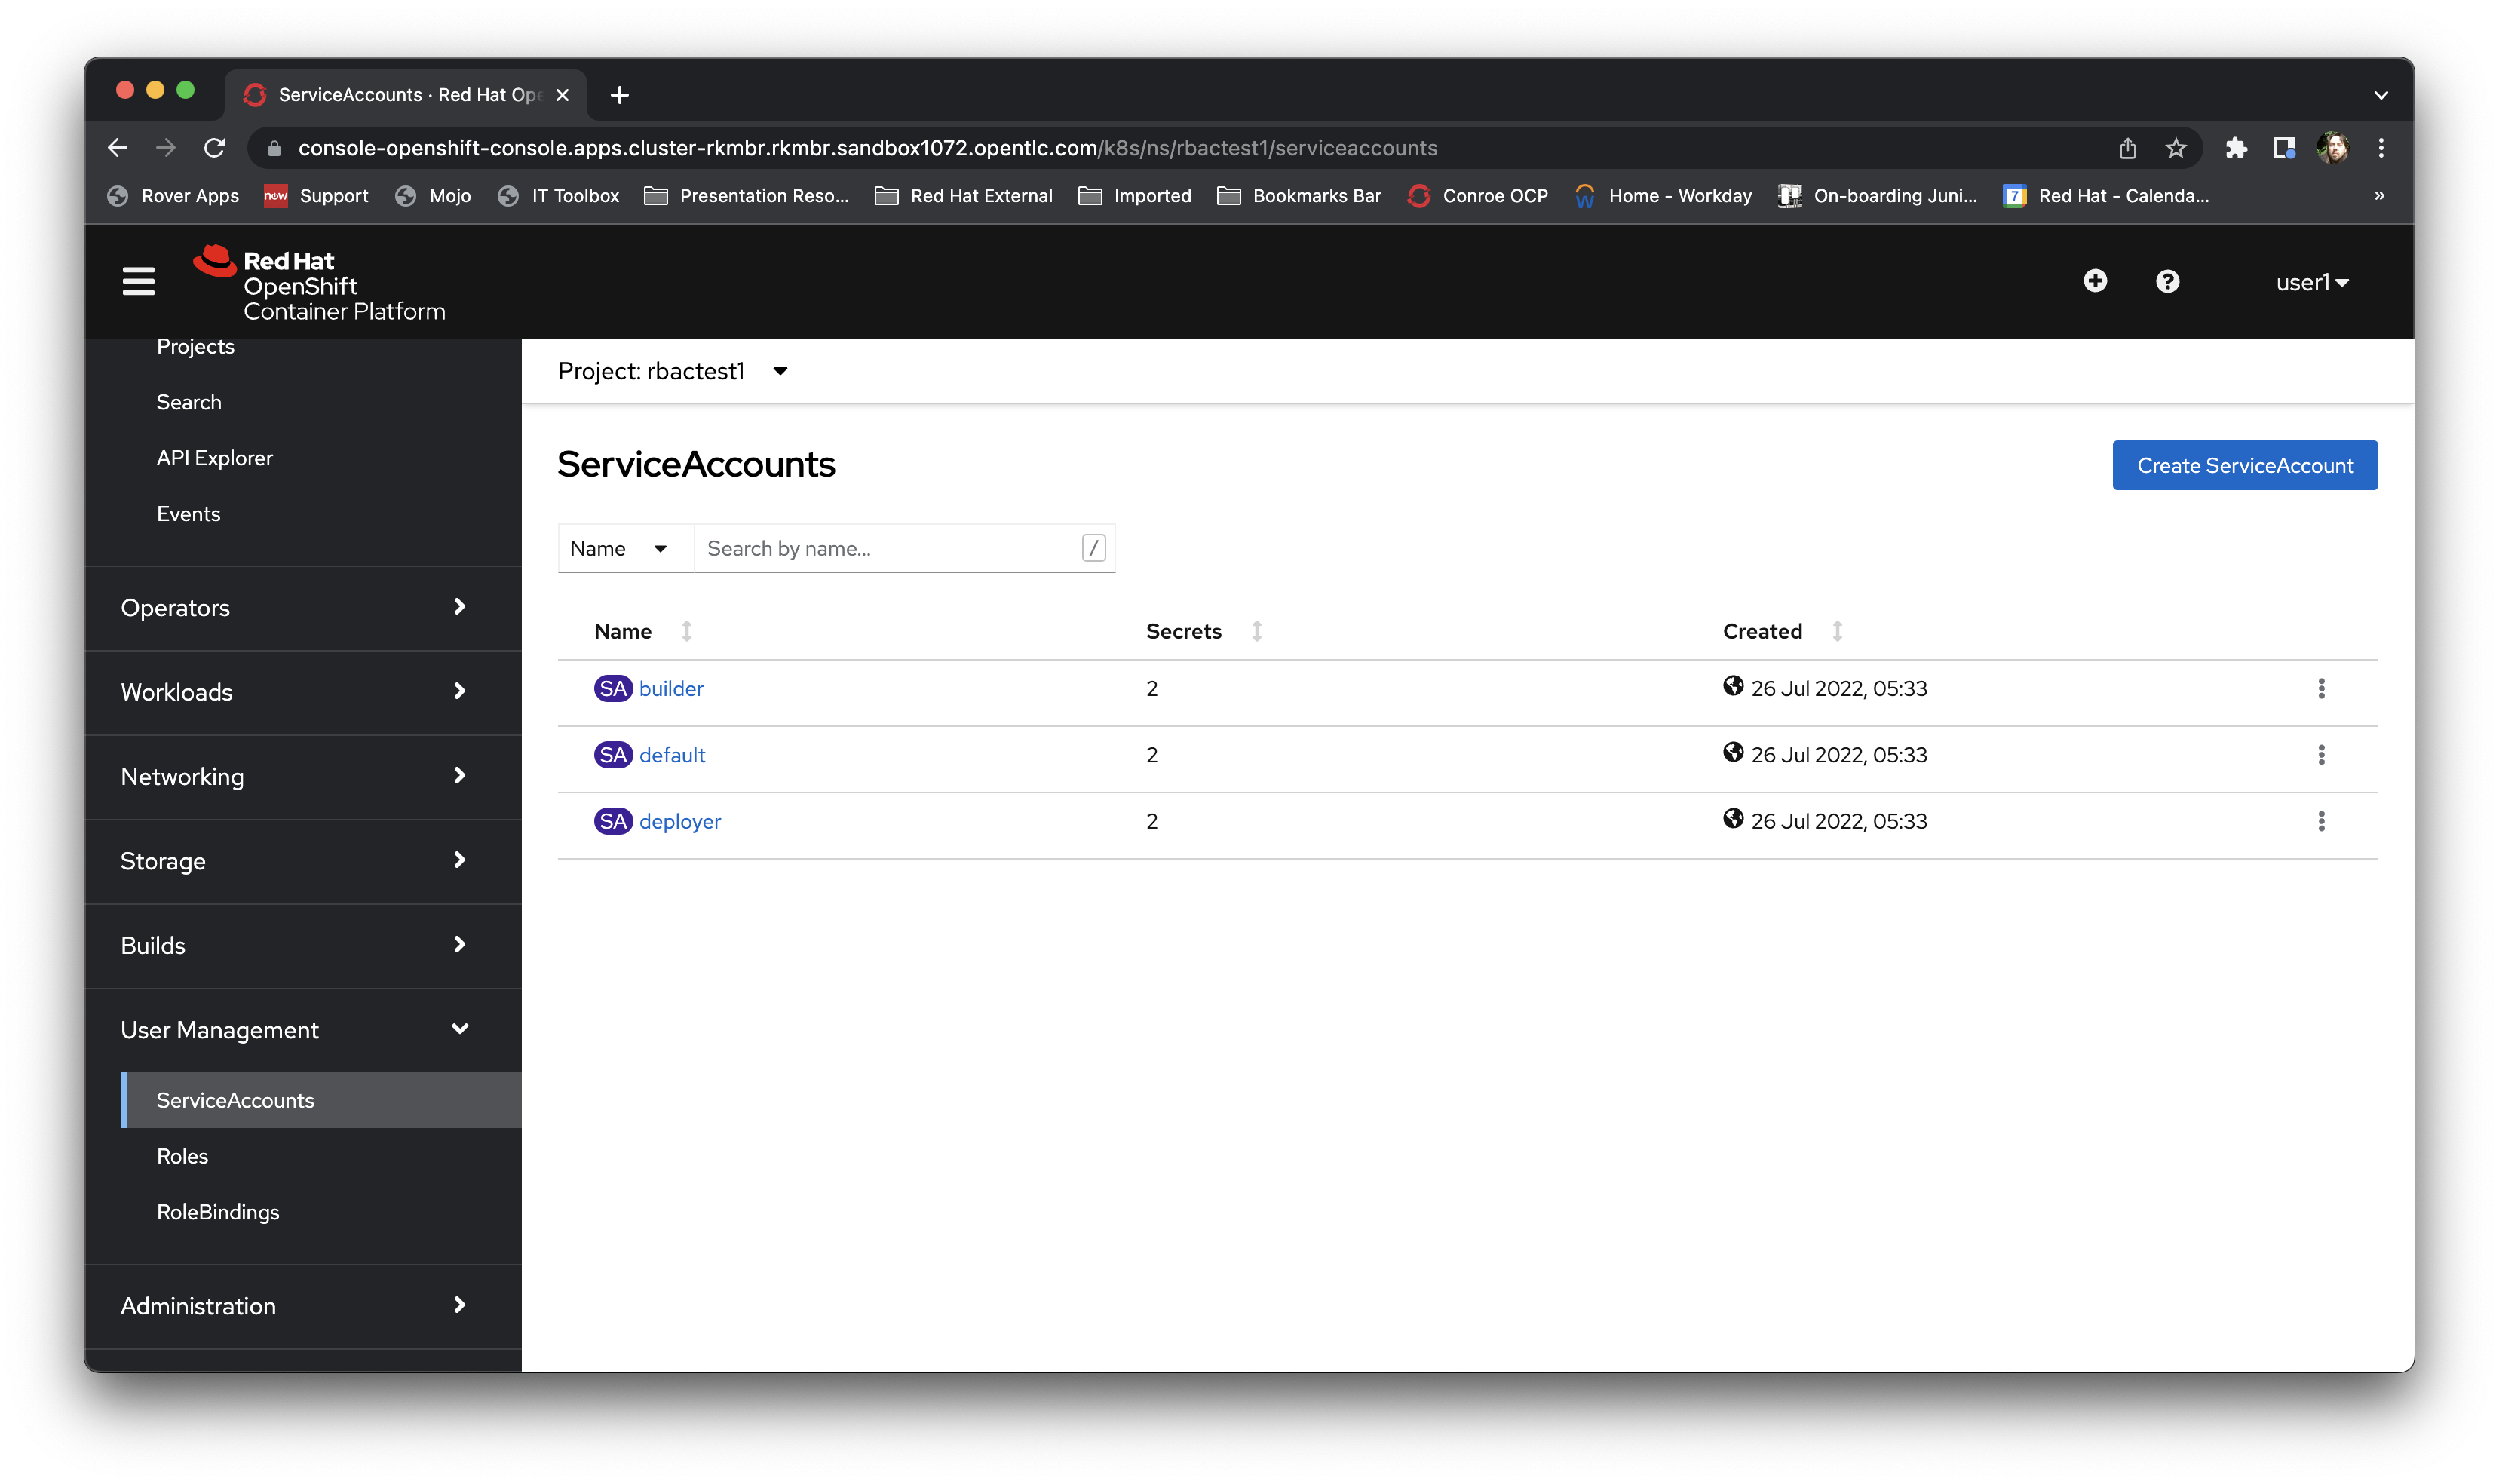 ServiceAccounts · Red Hat Ope
console-openshift-console.apps.cluster-rkmbr.rkmbr.sandbox1072.opentlc.com/k8s/ns/rbactest1/serviceaccounts
Rover Apps now Support Mojo IT Toolbox Presentation Reso... Red Hat External Imported Bookmarks Bar Conroe OCP W Home - Workday On-boarding Juni... 7 Red Hat - Calenda... »
Red Hat
OpenShift
Container Platform
? user1
Projects
Search
API Explorer
Events
Operators
Workloads
Networking
Storage
Builds
User Management
ServiceAccounts
Roles
RoleBindings
Administration
Project: rbactest1
ServiceAccounts
Create ServiceAccount
Name Search by name... /
Name Secrets Created
SA builder 2 26 Jul 2022, 05:33
SA default 2 26 Jul 2022, 05:33
SA deployer 2 26 Jul 2022, 05:33